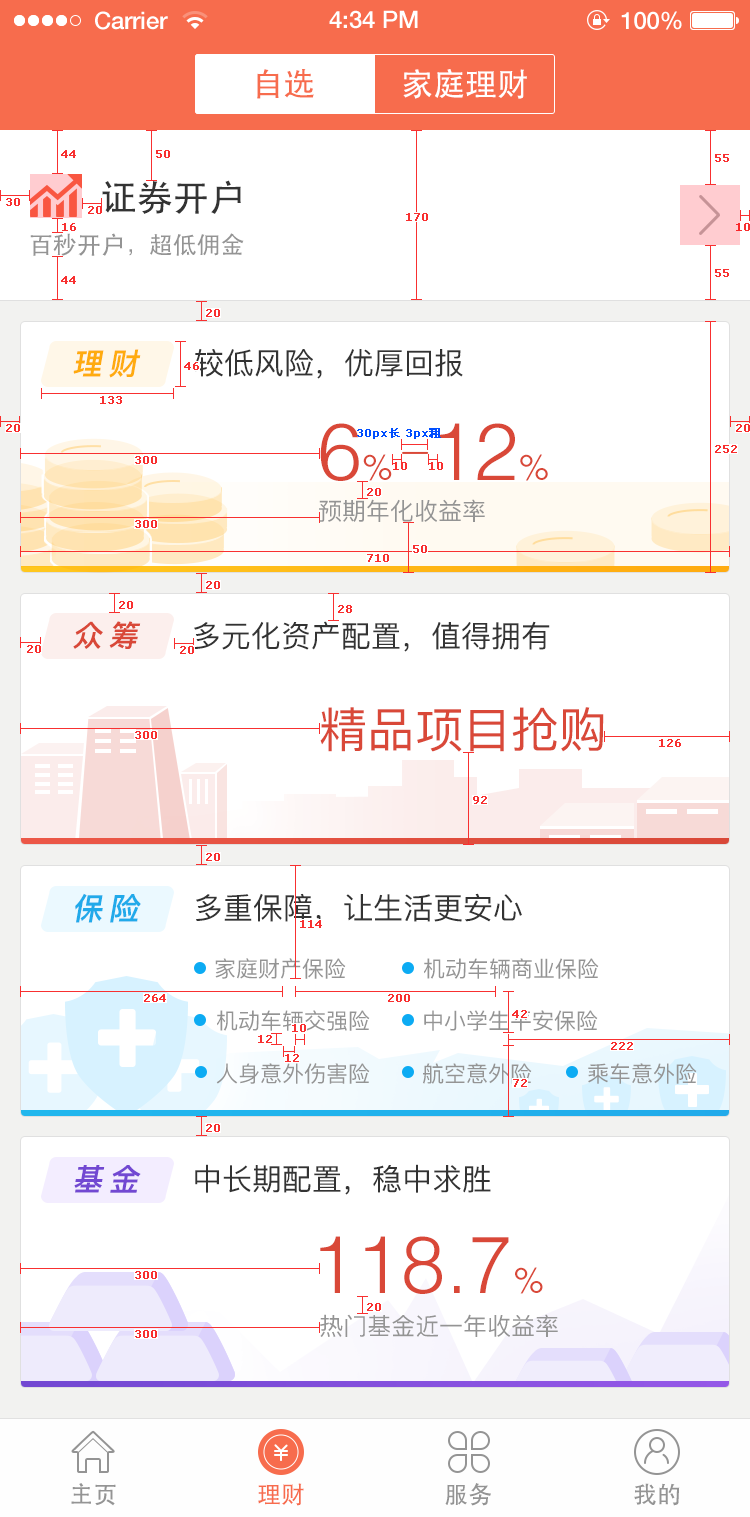 Carrier 4:34 PM 100%
自选 家庭理财
44 50 55
30 20 证券开户 170 10
16
百秒开户，超低佣金
44 55
20
理财 46 较低风险，优厚回报
133
20 20
30px长 3px粗
300 6% 10 10 12% 252
20
300 预期年化收益率
50
710
20
20 28
众筹 多元化资产配置，值得拥有
20 20
300 精品项目抢购 126
92
20
保险 多重保障，让生活更安心
114
家庭财产保险 机动车辆商业保险
264 200
机动车辆交强险 中小学生平安保险 42
10
12 222
12
人身意外伤害险 航空意外险 乘车意外险
72
20
基金 中长期配置，稳中求胜
300 118.7%
20
300 热门基金近一年收益率
主页 理财 服务 我的